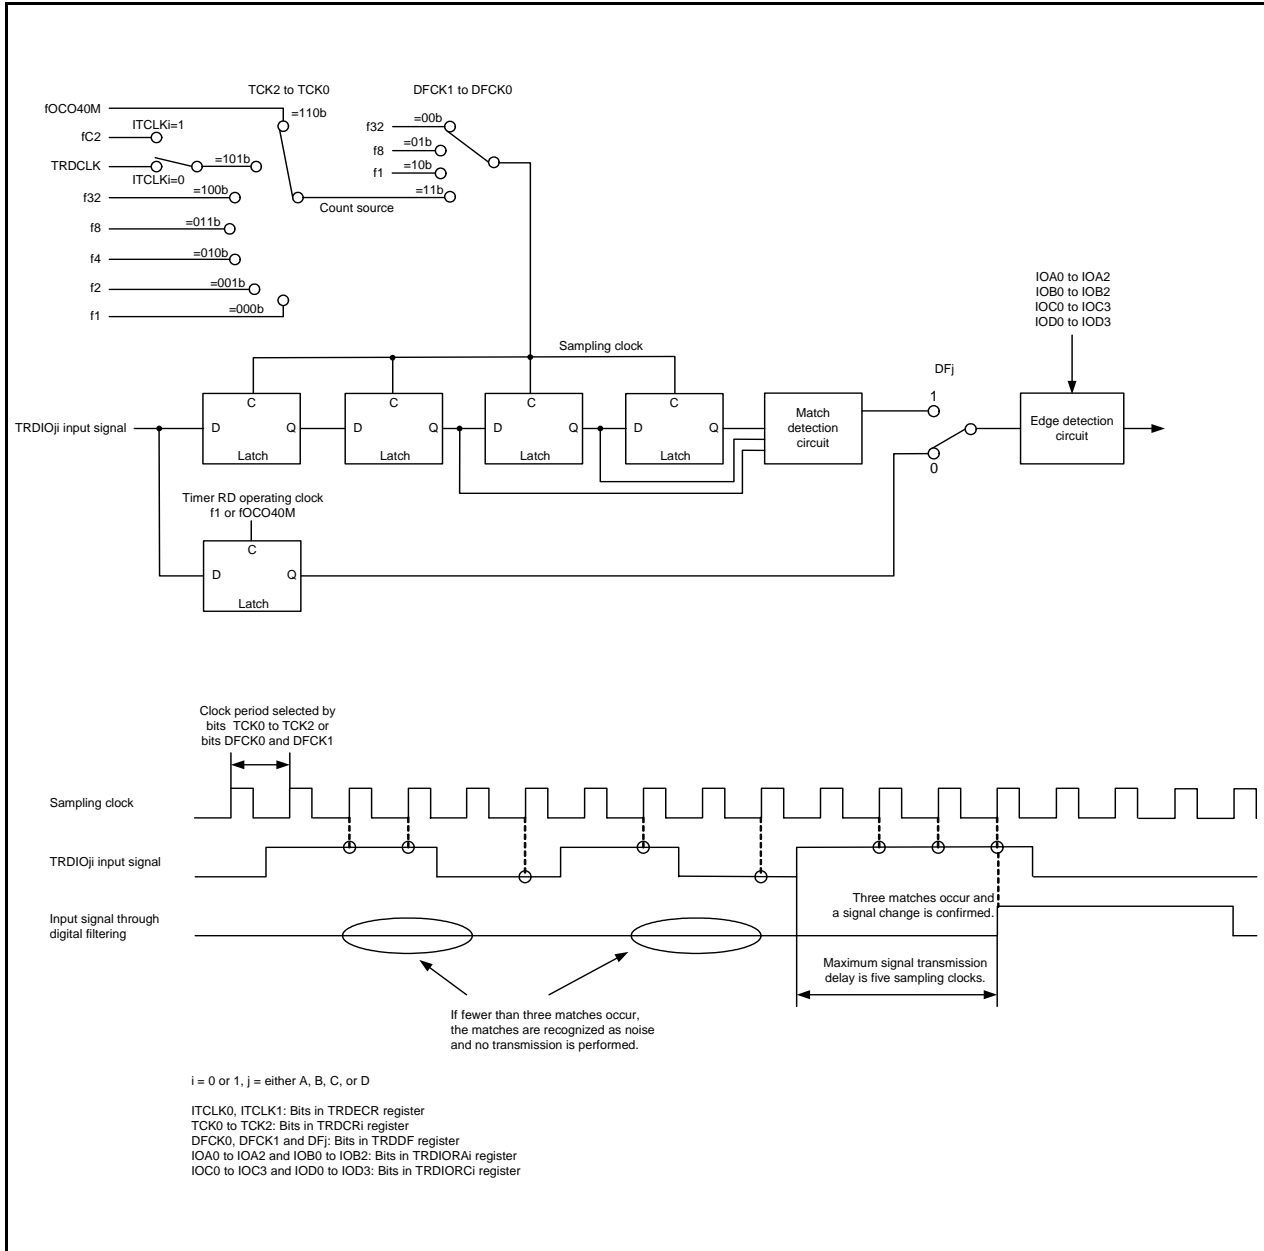 TCK2 to TCK0
DFCK1 to DFCK0
fOCO40M
=110b
ITCLKi=1
fC2
TRDCLK
=101b
ITCLKi=0
f32
=100b
f8
=011b
f4
=010b
f2
=001b
f1
=000b
f32
=00b
f8
=01b
f1
=10b
=11b
Count source
IOA0 to IOA2
IOB0 to IOB2
IOC0 to IOC3
IOD0 to IOD3
Sampling clock
DFj
1
0
TRDIOji input signal
C
D
Q
Latch
C
D
Q
Latch
C
D
Q
Latch
C
D
Q
Latch
Match
detection
circuit
Edge detection
circuit
Timer RD operating clock
f1 or fOCO40M
C
D
Q
Latch
Clock period selected by
bits TCK0 to TCK2 or
bits DFCK0 and DFCK1
Sampling clock
TRDIOji input signal
Input signal through
digital filtering
Three matches occur and
a signal change is confirmed.
Maximum signal transmission
delay is five sampling clocks.
If fewer than three matches occur,
the matches are recognized as noise
and no transmission is performed.
i = 0 or 1, j = either A, B, C, or D
ITCLK0, ITCLK1: Bits in TRDECR register
TCK0 to TCK2: Bits in TRDCRi register
DFCK0, DFCK1 and DFj: Bits in TRDDF register
IOA0 to IOA2 and IOB0 to IOB2: Bits in TRDIORAi register
IOC0 to IOC3 and IOD0 to IOD3: Bits in TRDIORCi register